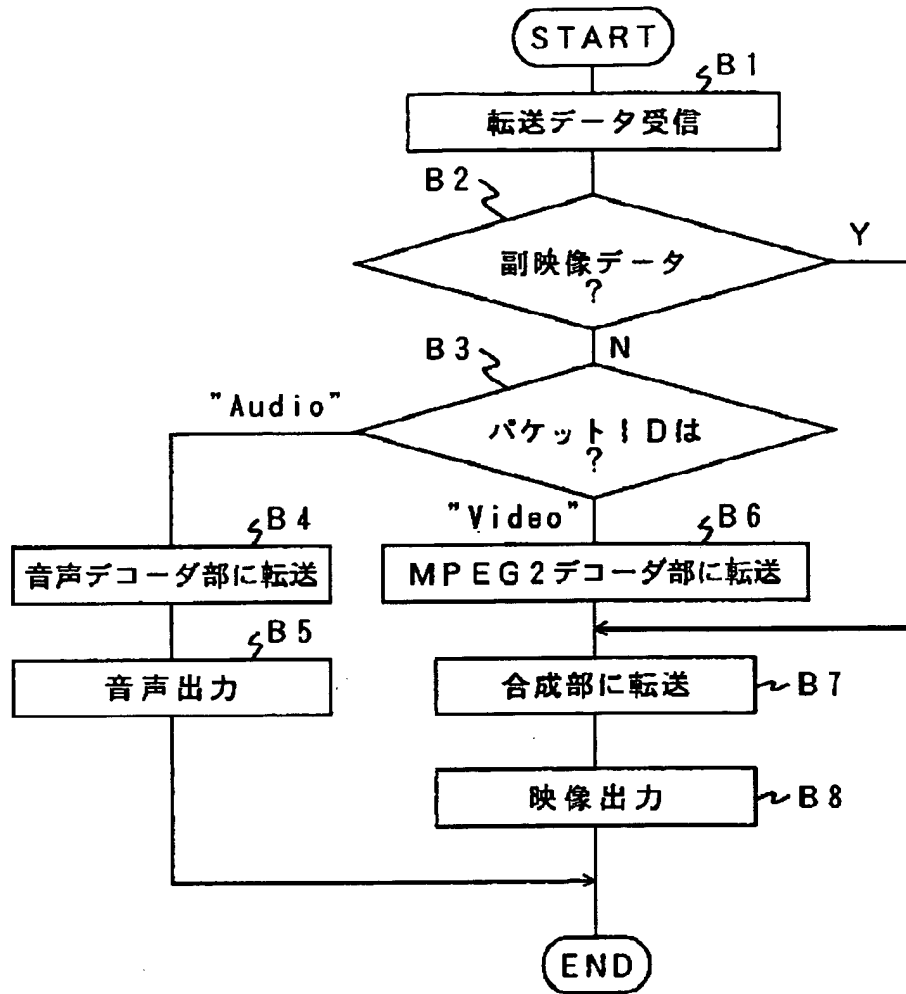 START
B1
転送データ受信
B2
副映像データ
?
Y
N
B3
パケットIDは
?
"Audio"
"Video"
B4
音声デコーダ部に転送
B6
MPEG2デコーダ部に転送
B5
音声出力
合成部に転送
B7
映像出力
B8
END